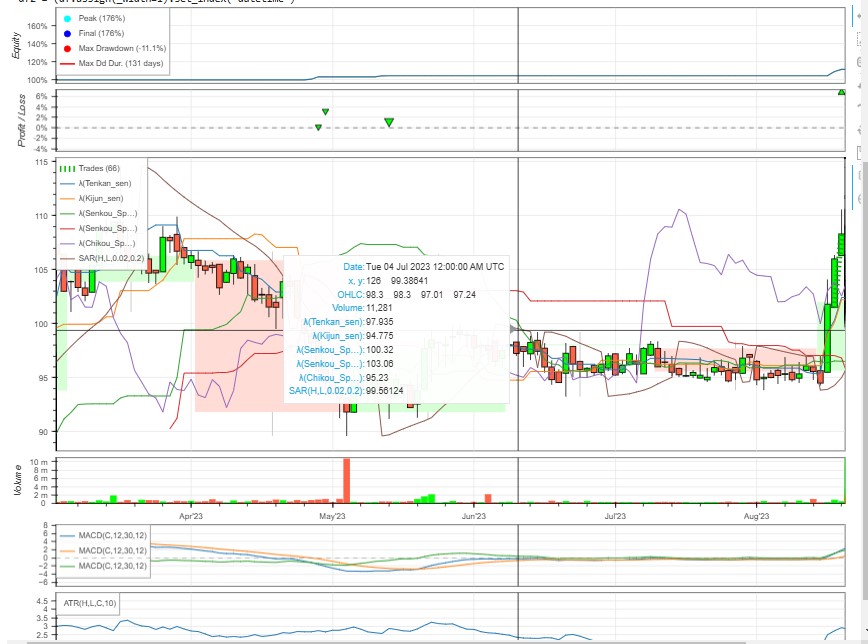 Equity
160%
140%
120%
100%
Peak (176%)
Final (176%)
Max Drawdown (-11.1%)
Max Dd Dur. (131 days)
Profit / Loss
6%
4%
2%
0%
-2%
-4%
115
110
105
100
95
90
Trades (66)
λ(Tenkan_sen)
λ(Kijun_sen)
λ(Senkou_Sp...)
λ(Senkou_Sp...)
λ(Chikou_Sp...)
SAR(H,L,0.02,0.2)
Date: Tue 04 Jul 2023 12:00:00 AM UTC
x, y: 126 99.38641
OHLC: 98.3 98.3 97.01 97.24
Volume: 11,281
λ(Tenkan_sen): 97.935
λ(Kijun_sen): 94.775
λ(Senkou_Sp...): 100.32
λ(Senkou_Sp...): 103.06
λ(Chikou_Sp...): 95.23
SAR(H,L,0.02,0.2): 99.56124
Volume
10 m
8 m
6 m
4 m
2 m
0
Apr'23
May'23
Jun'23
Jul'23
Aug'23
8
6
4
2
0
-2
-4
-6
MACD(C,12,30,12)
MACD(C,12,30,12)
MACD(C,12,30,12)
4.5
4
3.5
3
2.5
ATR(H,L,C,10)